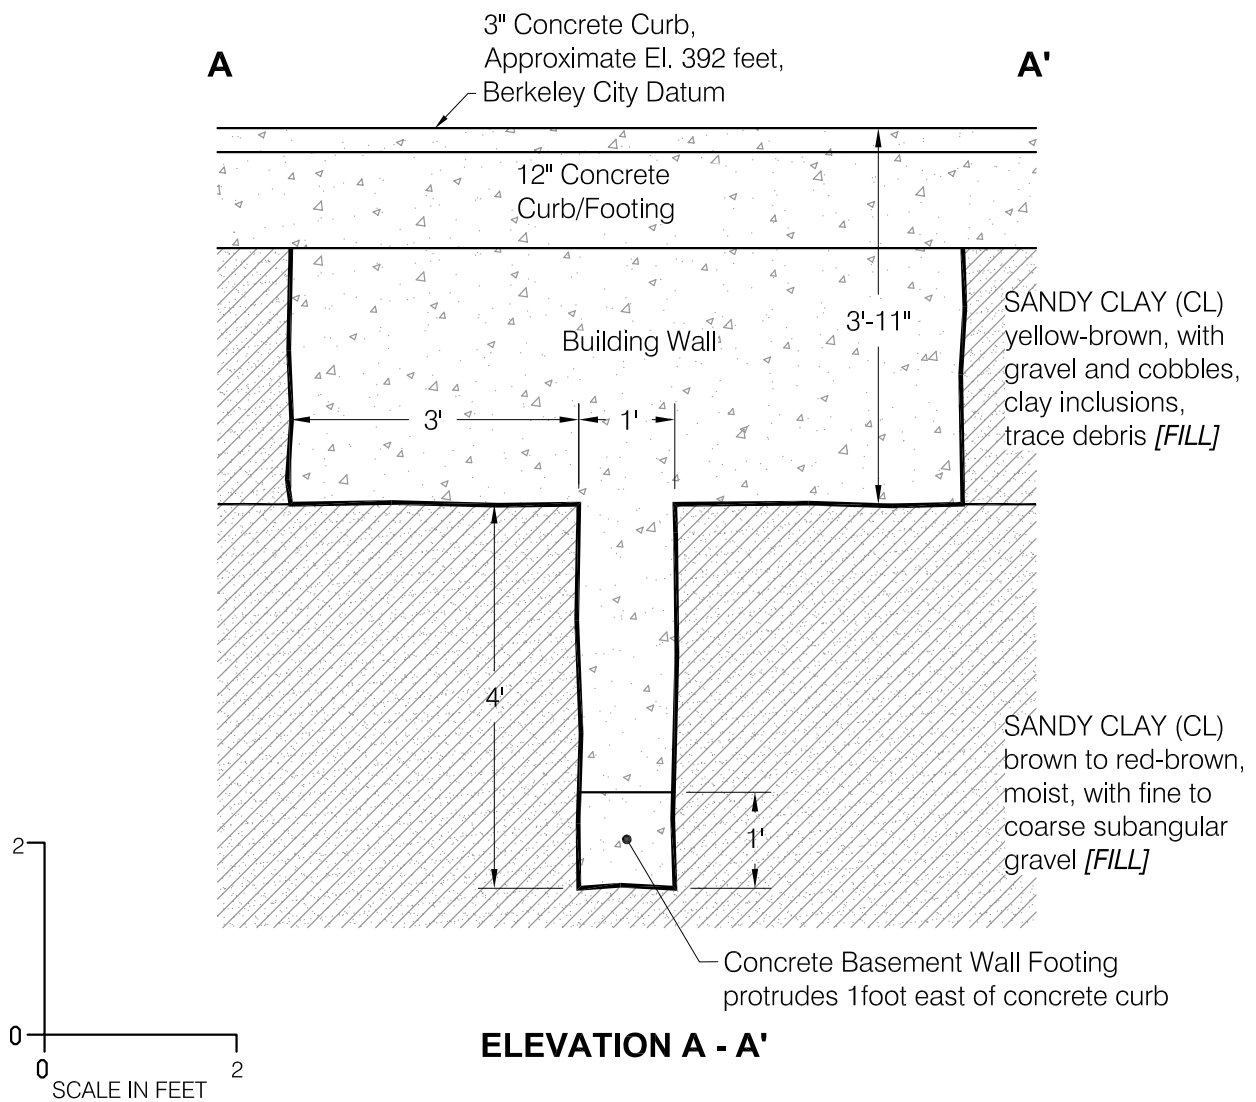 3" Concrete Curb,
Approximate El. 392 feet,
Berkeley City Datum
A
A'
12" Concrete
Curb/Footing
SANDY CLAY (CL)
yellow-brown, with
gravel and cobbles,
clay inclusions,
trace debris [FILL]
3'-11"
Building Wall
3'
1'
4'
SANDY CLAY (CL)
brown to red-brown,
moist, with fine to
coarse subangular
gravel [FILL]
1'
Concrete Basement Wall Footing
protrudes 1foot east of concrete curb
2
0
0
2
SCALE IN FEET
ELEVATION A - A'